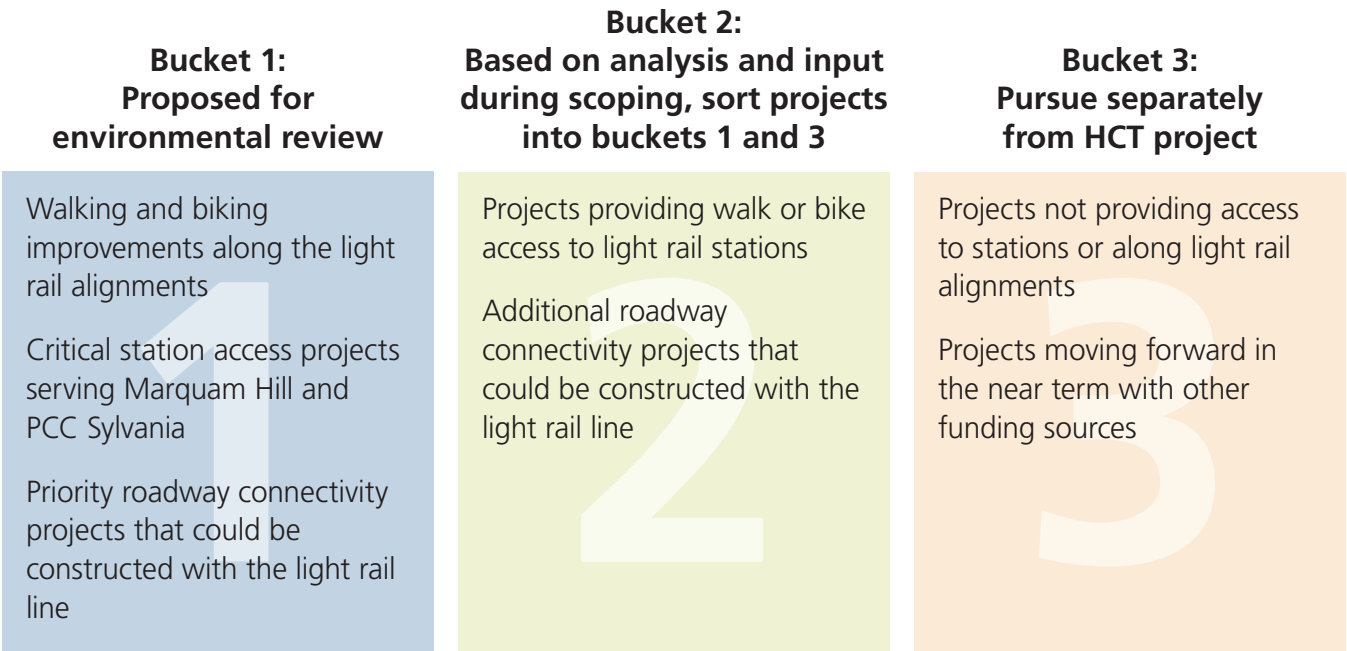 Bucket 1:
Proposed for
environmental review
Walking and biking
improvements along the light
rail alignments
Critical station access projects
serving Marquam Hill and
PCC Sylvania
Priority roadway connectivity
projects that could be
constructed with the light rail
line
1
Bucket 2:
Based on analysis and input
during scoping, sort projects
into buckets 1 and 3
Projects providing walk or bike
access to light rail stations
Additional roadway
connectivity projects that
could be constructed with the
light rail line
2
Bucket 3:
Pursue separately
from HCT project
Projects not providing access
to stations or along light rail
alignments
Projects moving forward in
the near term with other
funding sources
3